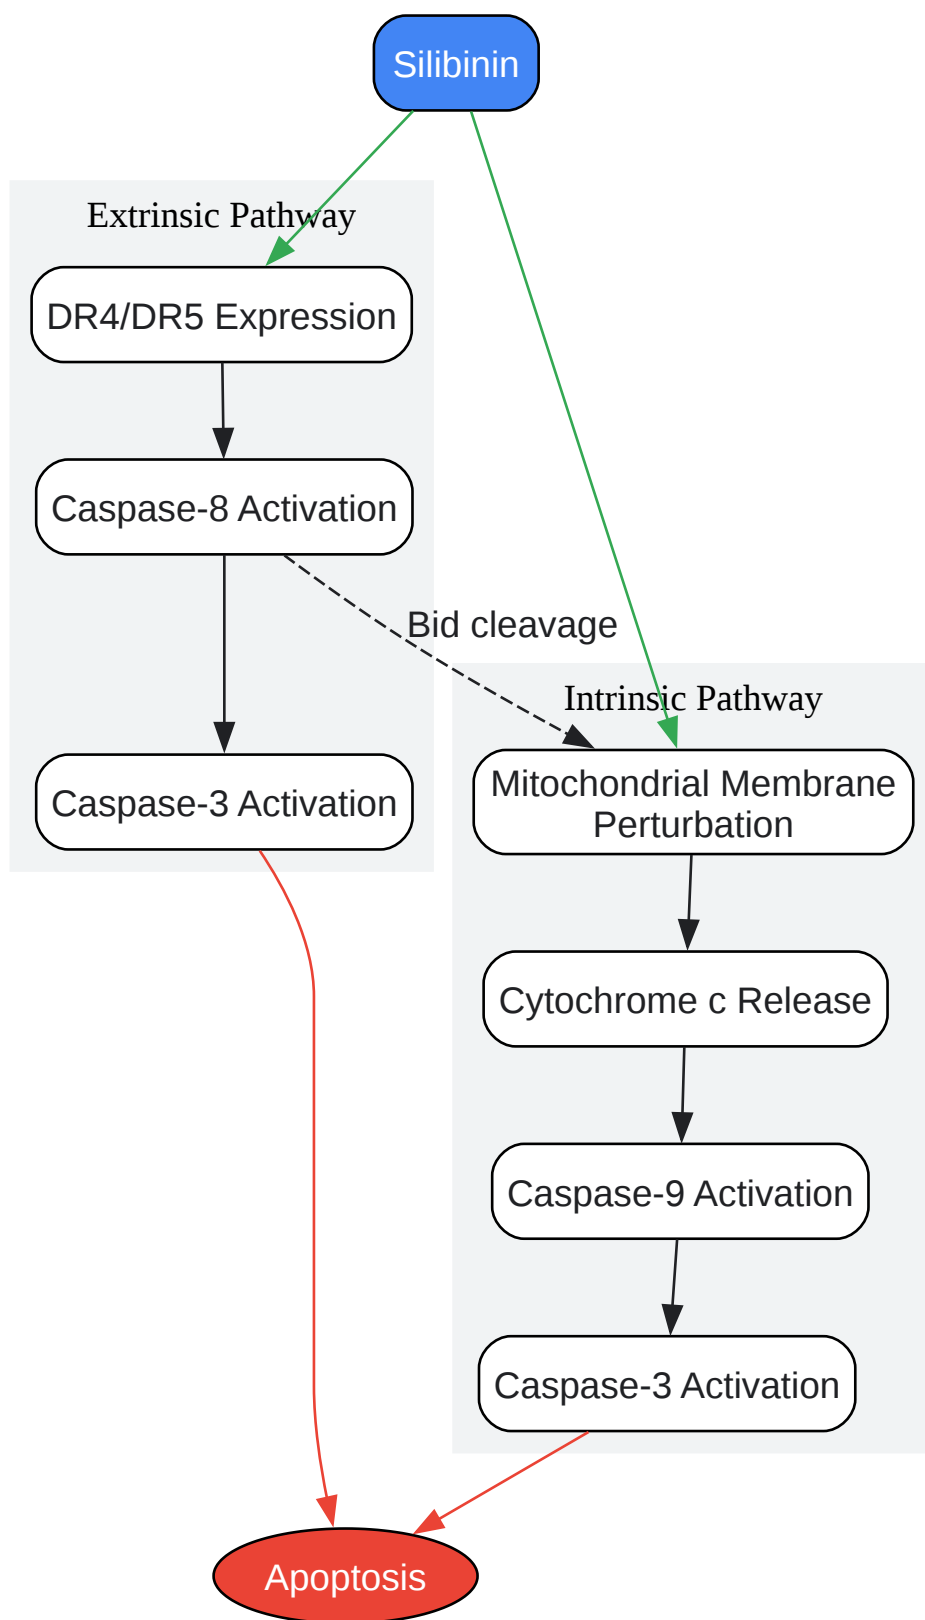 Silibinin
Extrinsic Pathway
DR4/DR5 Expression
Caspase-8 Activation
Bid cleavage
Caspase-3 Activation
Intrinsic Pathway
Mitochondrial Membrane
Perturbation
Cytochrome c Release
Caspase-9 Activation
Caspase-3 Activation
Apoptosis